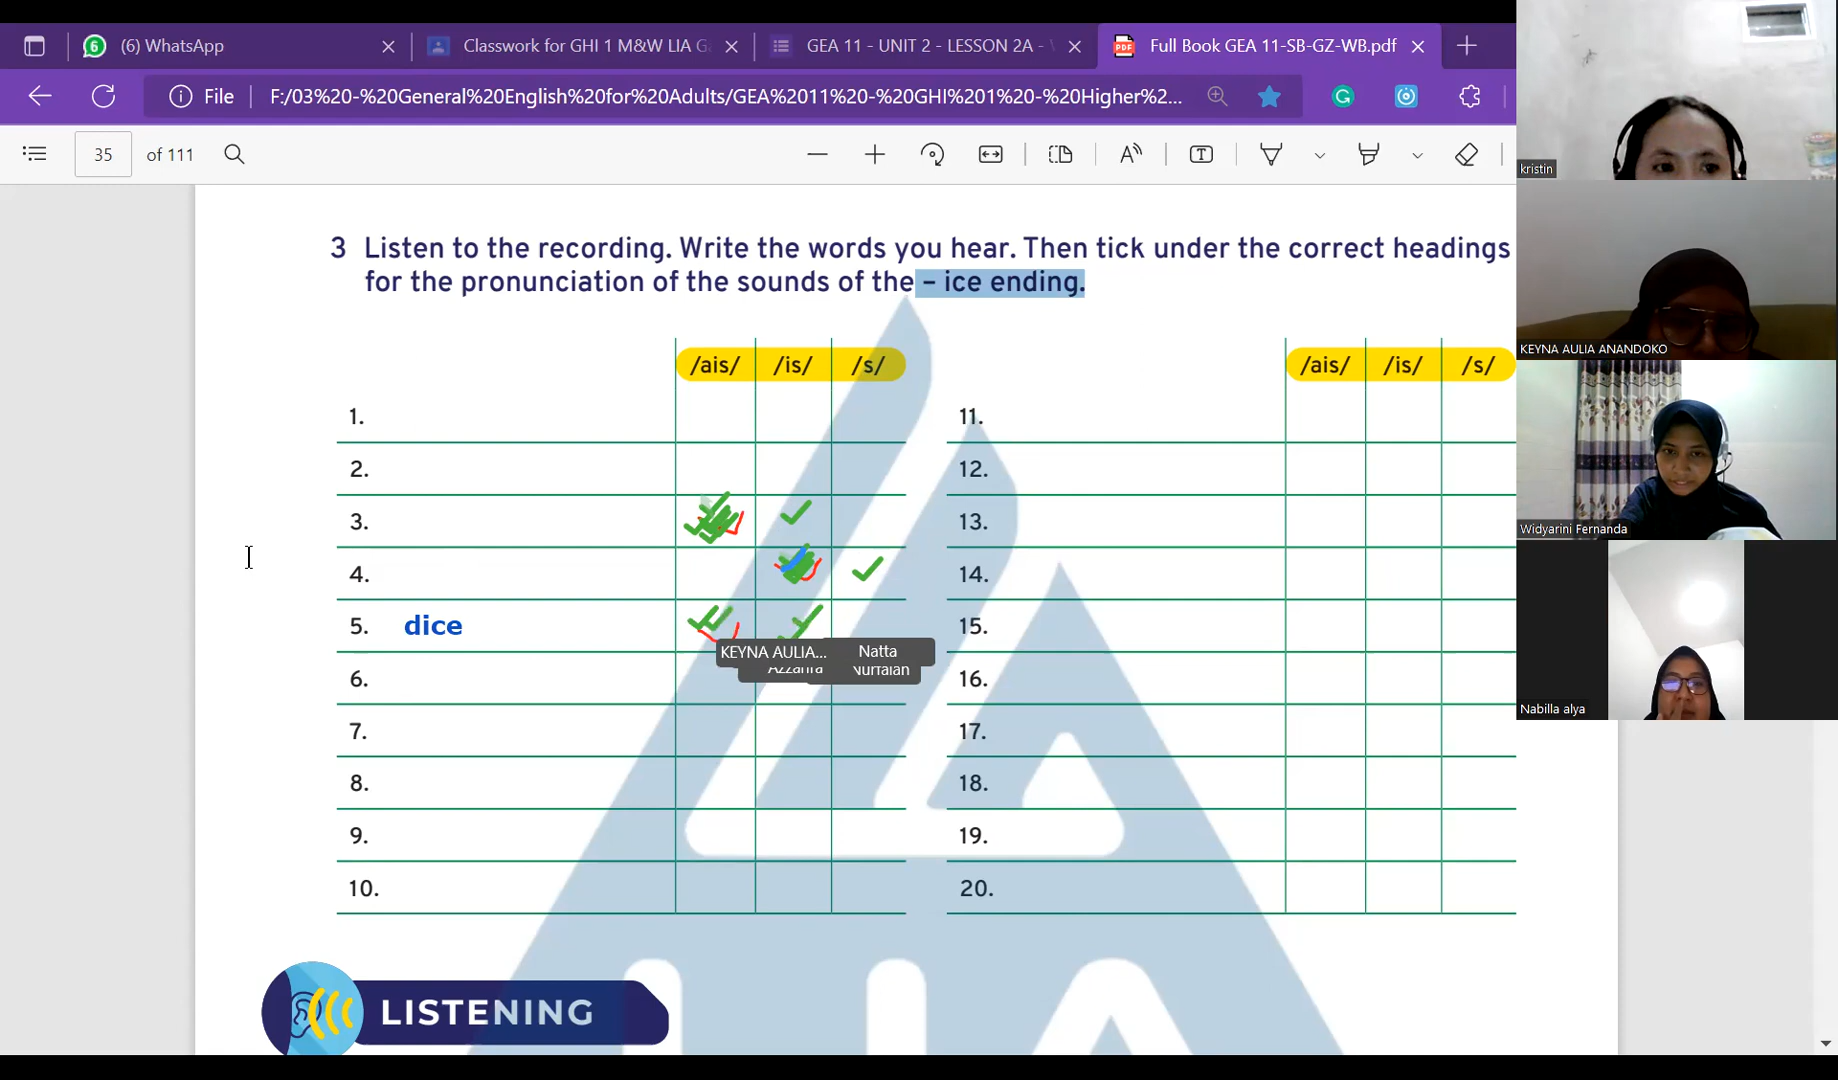 (6) WhatsApp
Classwork for GHI 1 M&W LIA G
GEA 11 - UNIT 2 - LESSON 2A -
Full Book GEA 11-SB-GZ-WB.pdf
File
F:/03%20-%20General%20English%20for%20Adults/GEA%2011%20-%20GHI%201%20-%20Higher%2...
35
of 111
3 Listen to the recording. Write the words you hear. Then tick under the correct headings
for the pronunciation of the sounds of the – ice ending.
/ais/ /is/ /s/ /ais/ /is/ /s/
1. 11.
2. 12.
3. 13.
4. 14.
5. dice 15.
KEYNA AULIA... Natta
Azzahra Nurfalah
6. 16.
7. 17.
8. 18.
9. 19.
10. 20.
LISTENING
LIA
kristin
KEYNA AULIA ANANDOKO
Widyarini Fernanda
Nabilla alya